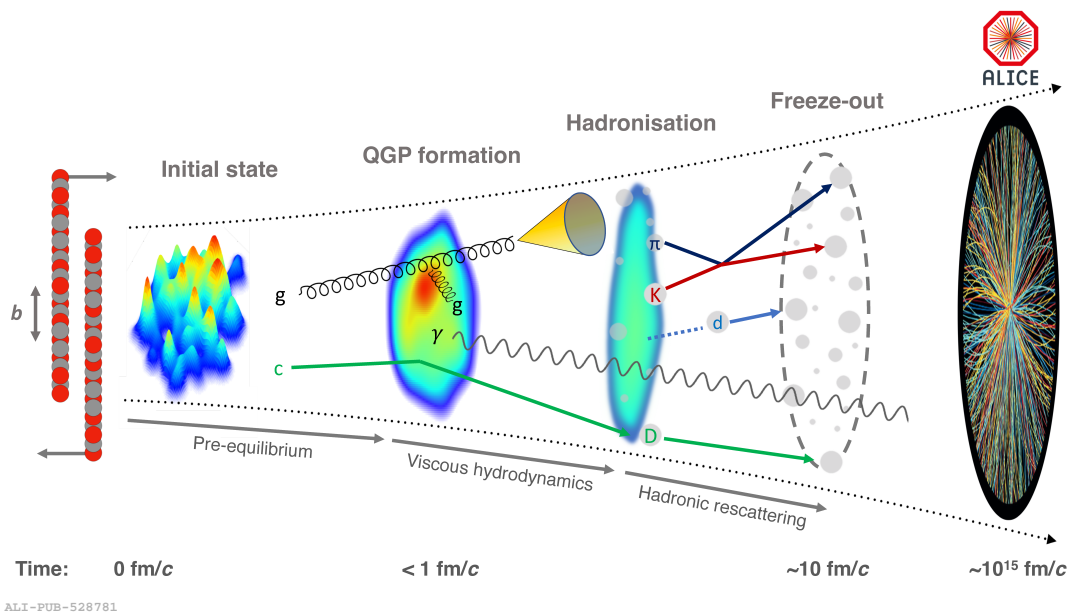 ALICE
Freeze-out
Hadronisation
QGP formation
Initial state
b
g
g
γ
c
π
K
d
D
Pre-equilibrium
Viscous hydrodynamics
Hadronic rescattering
Time: 0 fm/c < 1 fm/c ~10 fm/c ~10¹⁵ fm/c
ALI-PUB-528781